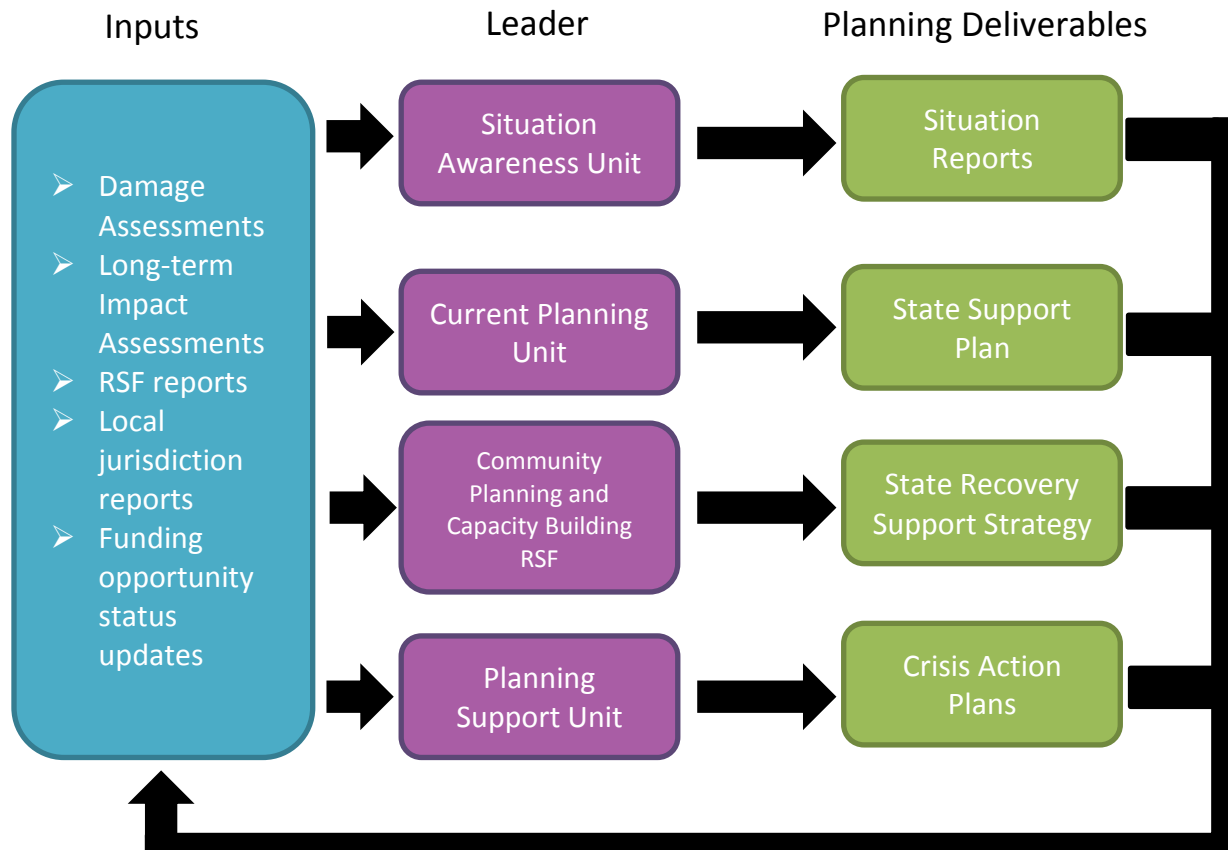 Inputs
Leader
Planning Deliverables
➢ Damage
Assessments
➢ Long-term
Impact
Assessments
➢ RSF reports
➢ Local
jurisdiction
reports
➢ Funding
opportunity
status
updates
Situation
Awareness Unit
Situation
Reports
Current Planning
Unit
State Support
Plan
Community
Planning and
Capacity Building
RSF
State Recovery
Support Strategy
Planning
Support Unit
Crisis Action
Plans